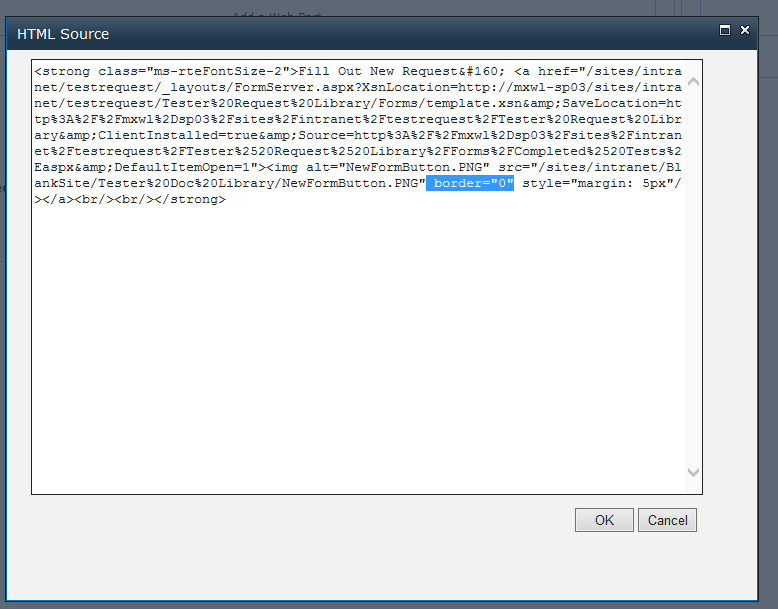 Add a Web Part
HTML Source
<strong class="ms-rteFontSize-2">Fill Out New Request&#160; <a href="/sites/intra
net/testrequest/_layouts/FormServer.aspx?XsnLocation=http://mxwl-sp03/sites/intra
net/testrequest/Tester%20Request%20Library/Forms/template.xsn&amp;SaveLocation=ht
tp%3A%2F%2Fmxwl%2Dsp03%2Fsites%2Fintranet%2Ftestrequest%2FTester%20Request%20Libr
ary&amp;ClientInstalled=true&amp;Source=http%3A%2F%2Fmxwl%2Dsp03%2Fsites%2Fintran
et%2Ftestrequest%2FTester%2520Request%2520Library%2FForms%2FCompleted%2520Tests%2
Easpx&amp;DefaultItemOpen=1"><img alt="NewFormButton.PNG" src="/sites/intranet/Bl
ankSite/Tester%20Doc%20Library/NewFormButton.PNG" border="0" style="margin: 5px"/
></a><br/><br/></strong>
OK Cancel